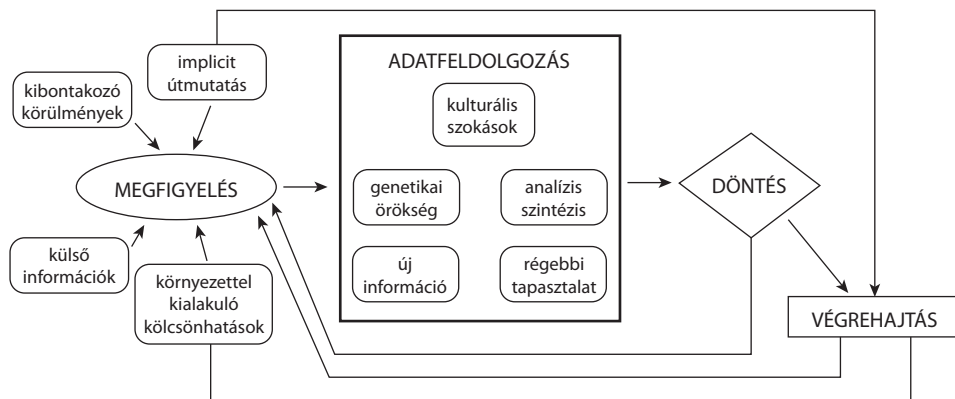 implicit
útmutatás
kibontakozó
körülmények
MEGFIGYELÉS
külső
információk
környezettel
kialakuló
kölcsönhatások
ADATFELDOLGOZÁS
kulturális
szokások
genetikai
örökség
analízis
szintézis
új
információ
régebbi
tapasztalat
DÖNTÉS
VÉGREHAJTÁS